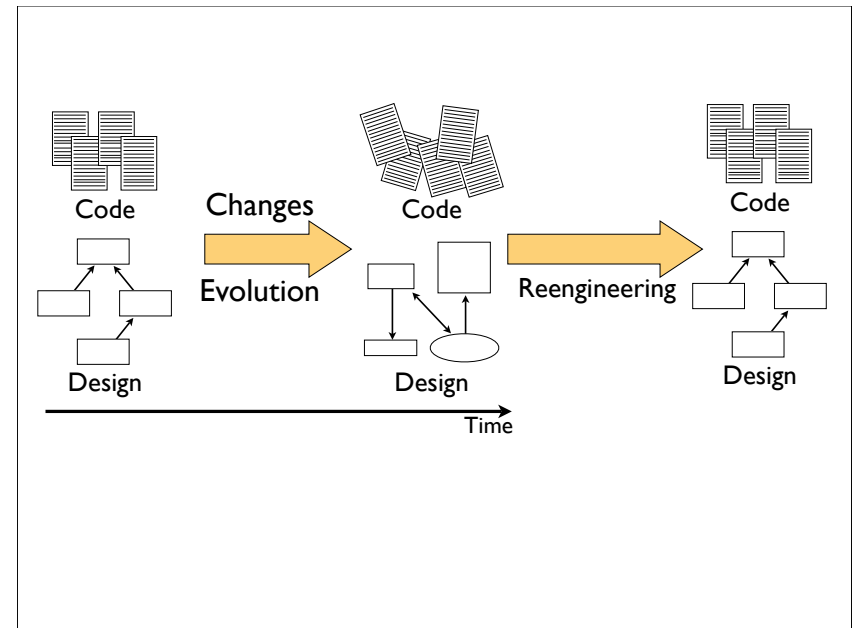 Code
Changes
Evolution
Design
Code
Design
Reengineering
Code
Design
Time